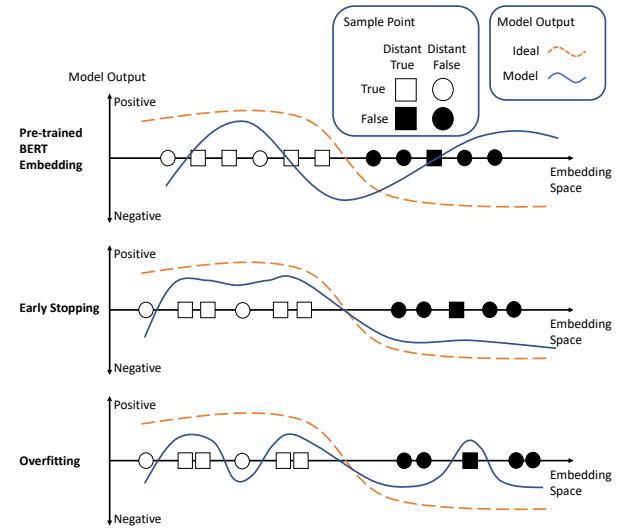 Sample Point
Distant Distant
True False
True
False
Model Output
Ideal
Model
Model Output
Positive
Pre-trained
BERT
Embedding
Embedding
Space
Negative
Positive
Early Stopping
Embedding
Space
Negative
Positive
Overfitting
Embedding
Space
Negative